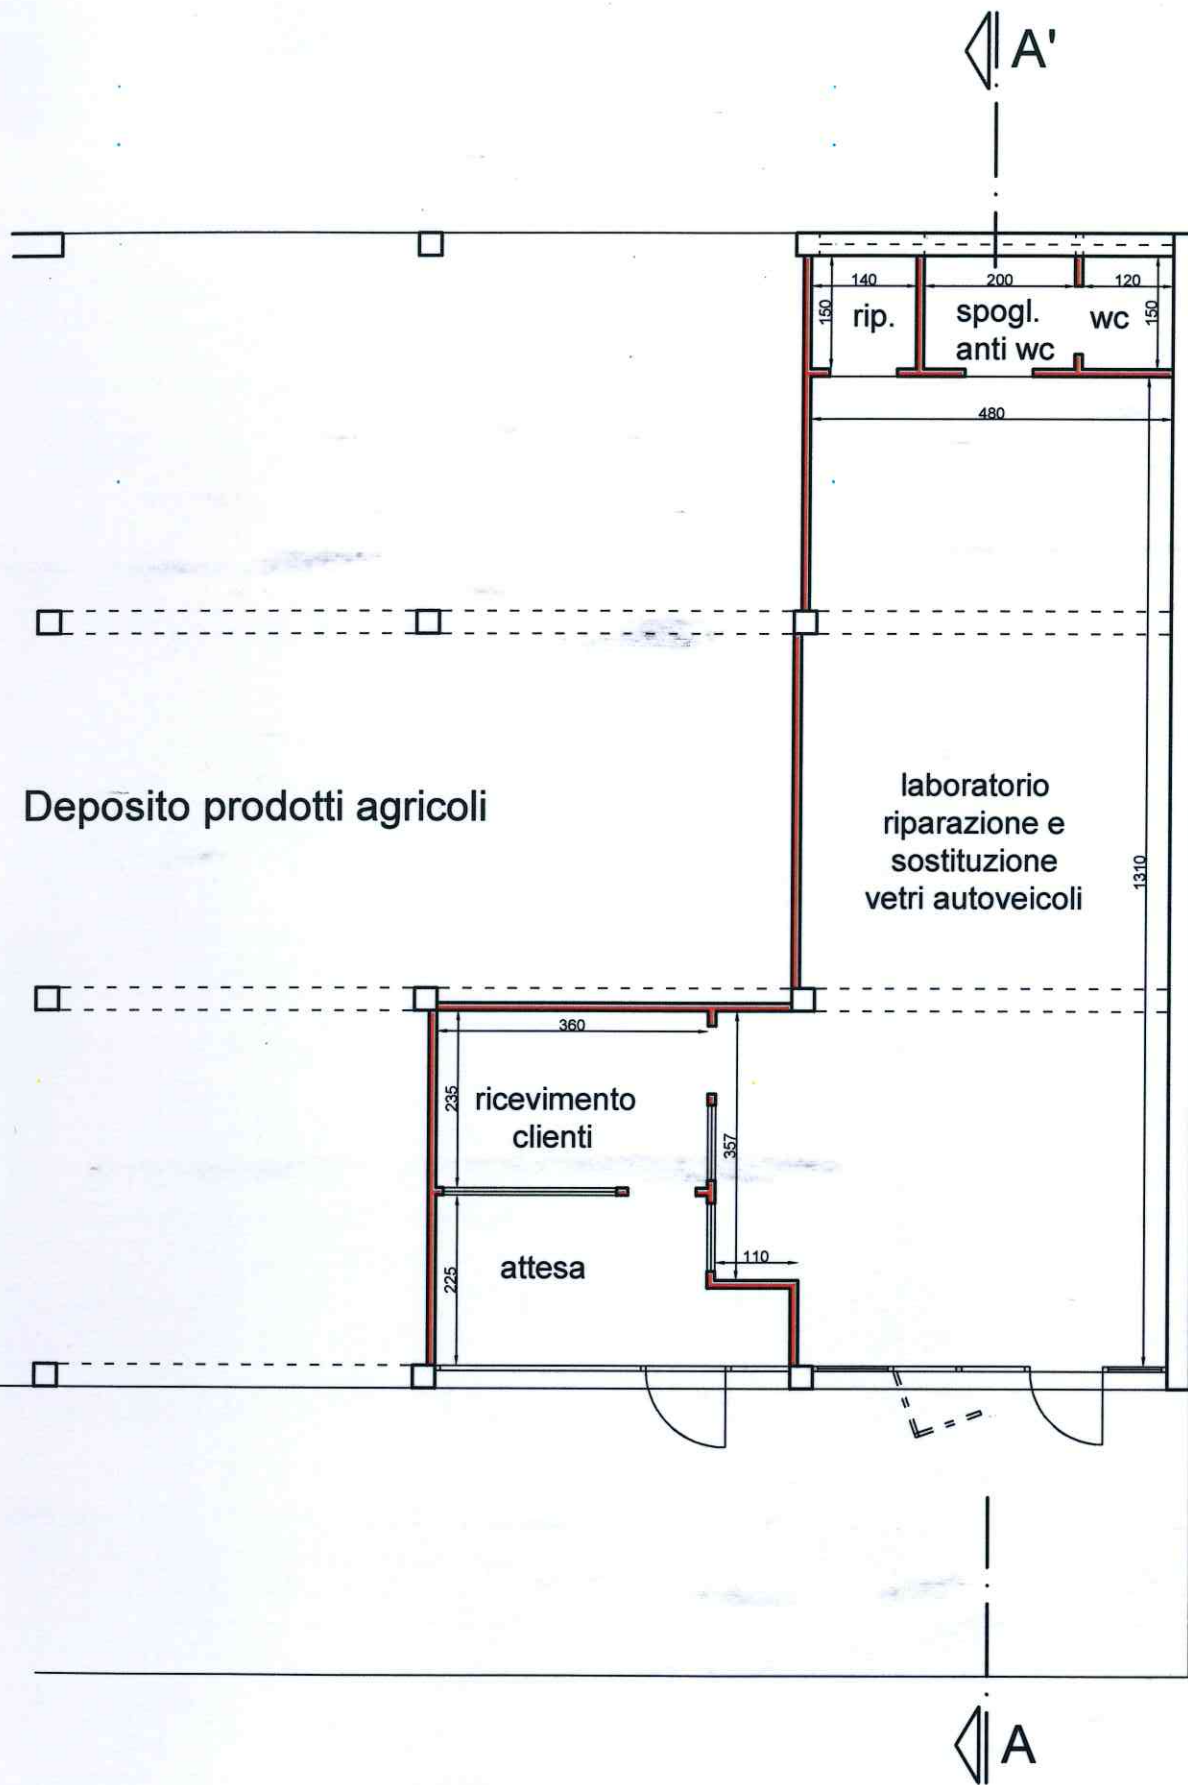 A'
140
200
120
150
rip.
spogl.
anti wc
wc
150
480
Deposito prodotti agricoli
laboratorio
riparazione e
sostituzione
vetri autoveicoli
1310
360
235
ricevimento
clienti
357
225
attesa
110
A